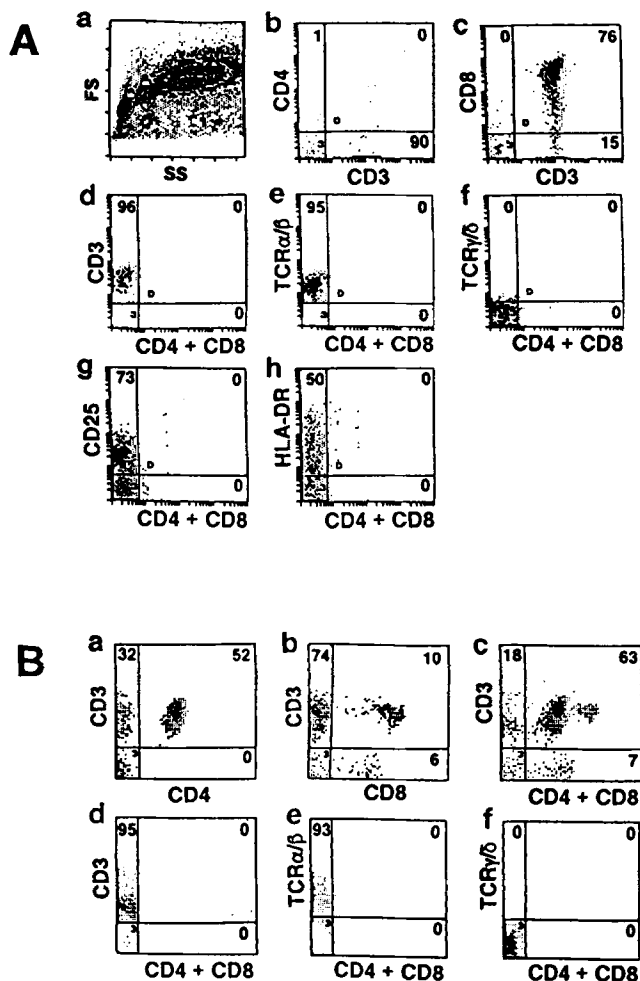 A
a
FS
SS
b
1 0
CD4
90
CD3
c
0 76
CD8
15
CD3
d
96 0
CD3
0
CD4 + CD8
e
95 0
TCRα/β
0
CD4 + CD8
f
0 0
TCRγ/δ
0
CD4 + CD8
g
73 0
CD25
0
CD4 + CD8
h
50 0
HLA-DR
0
CD4 + CD8
B
a
32 52
CD3
0
CD4
b
74 10
CD3
6
CD8
c
18 63
CD3
7
CD4 + CD8
d
95 0
CD3
0
CD4 + CD8
e
93 0
TCRα/β
0
CD4 + CD8
f
0 0
TCRγ/δ
0
CD4 + CD8